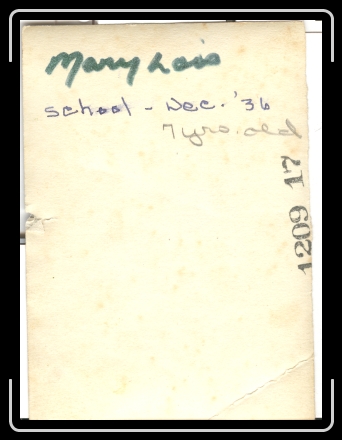 Mary Lois
school - Dec. '36
7 yrs. old
1209 17